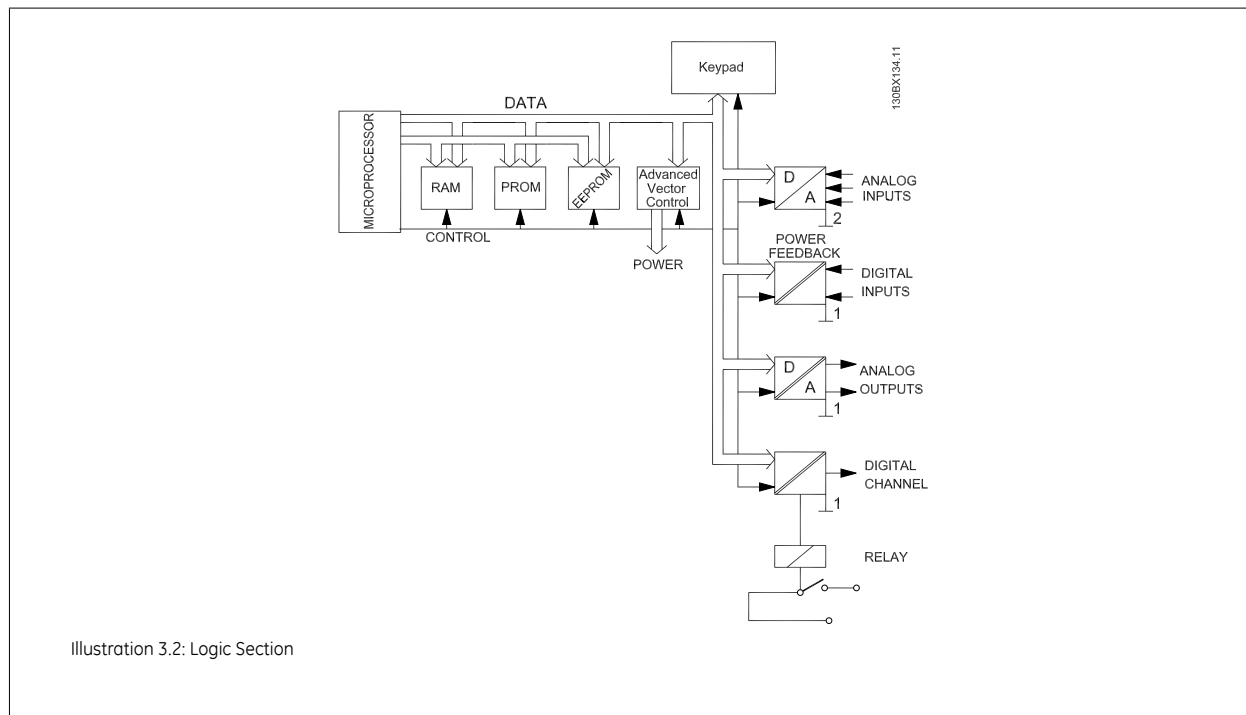 Keypad
130BX134.11
DATA
MICROPROCESSOR
RAM
PROM
EEPROM
Advanced
Vector
Control
CONTROL
POWER
D
A
ANALOG
INPUTS
2
POWER
FEEDBACK
DIGITAL
INPUTS
1
D
A
ANALOG
OUTPUTS
1
DIGITAL
CHANNEL
1
RELAY
Illustration 3.2: Logic Section